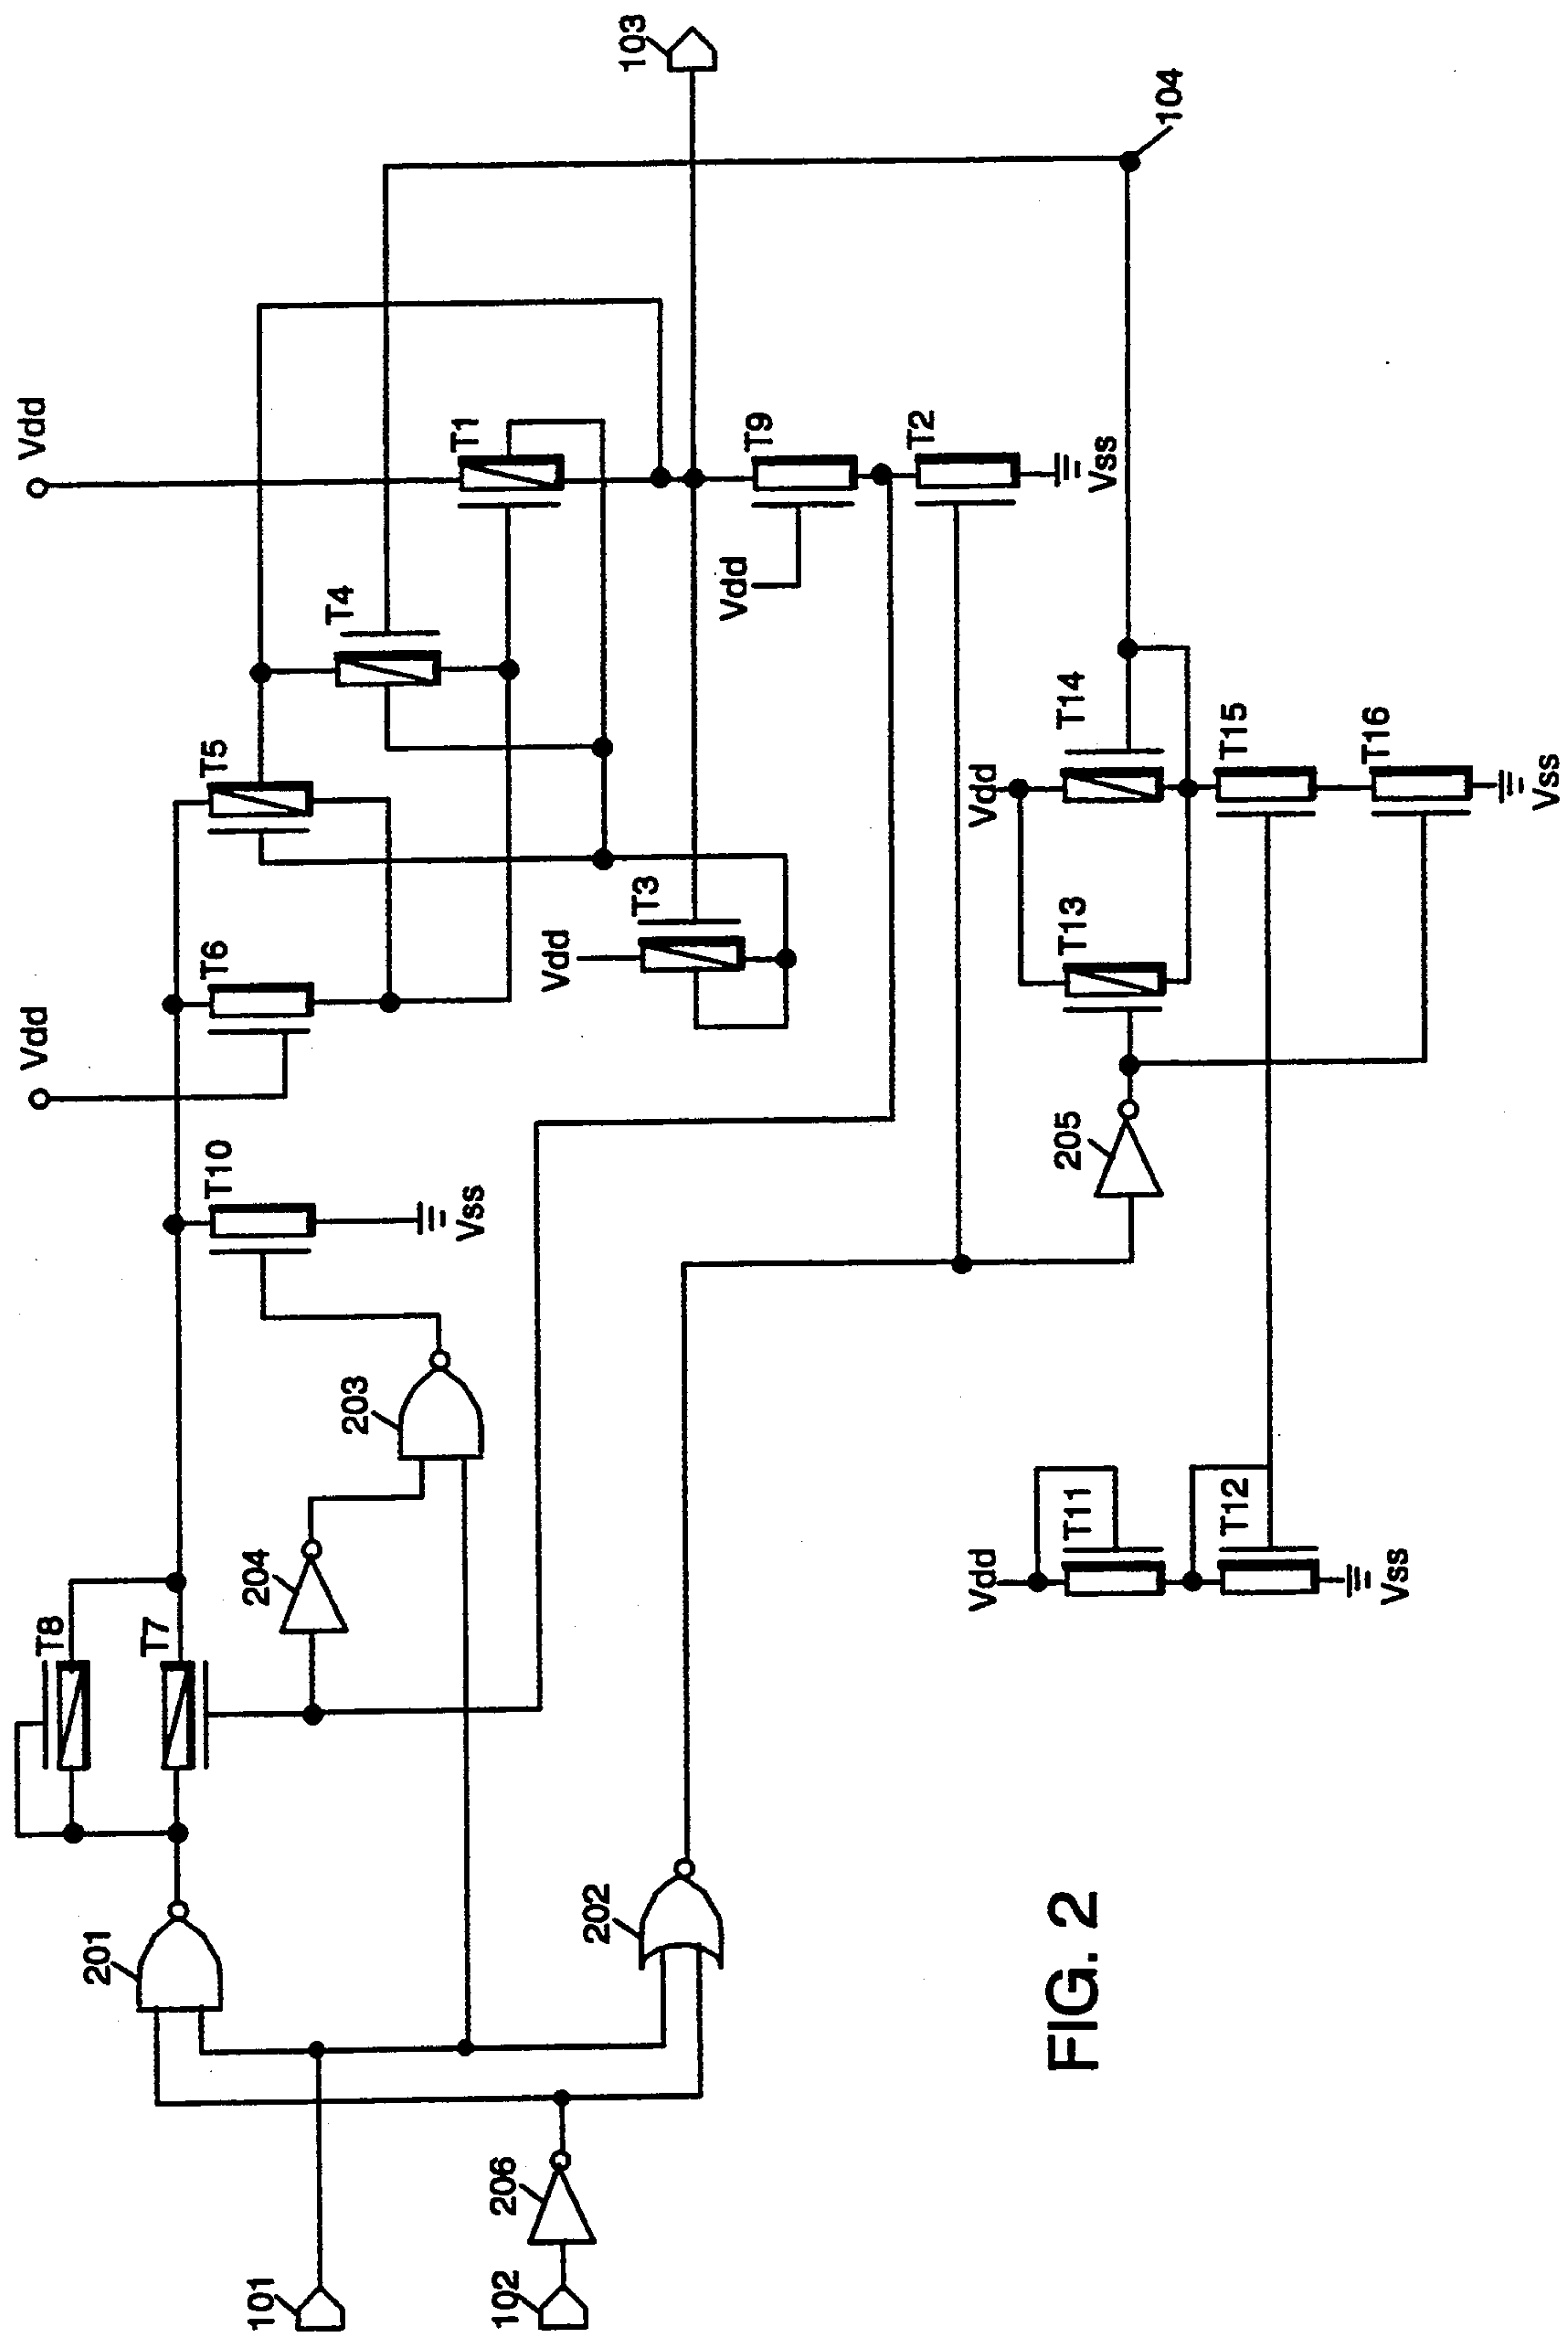 Vdd
Vdd
103
T8
T7
201
T10
T6
T5
T4
T1
204
203
Vss
Vdd
T3
Vdd
T9
T2
Vss
104
202
101
102
206
205
Vdd
T13
T14
T15
T16
Vss
Vdd
T11
T12
Vss
FIG. 2